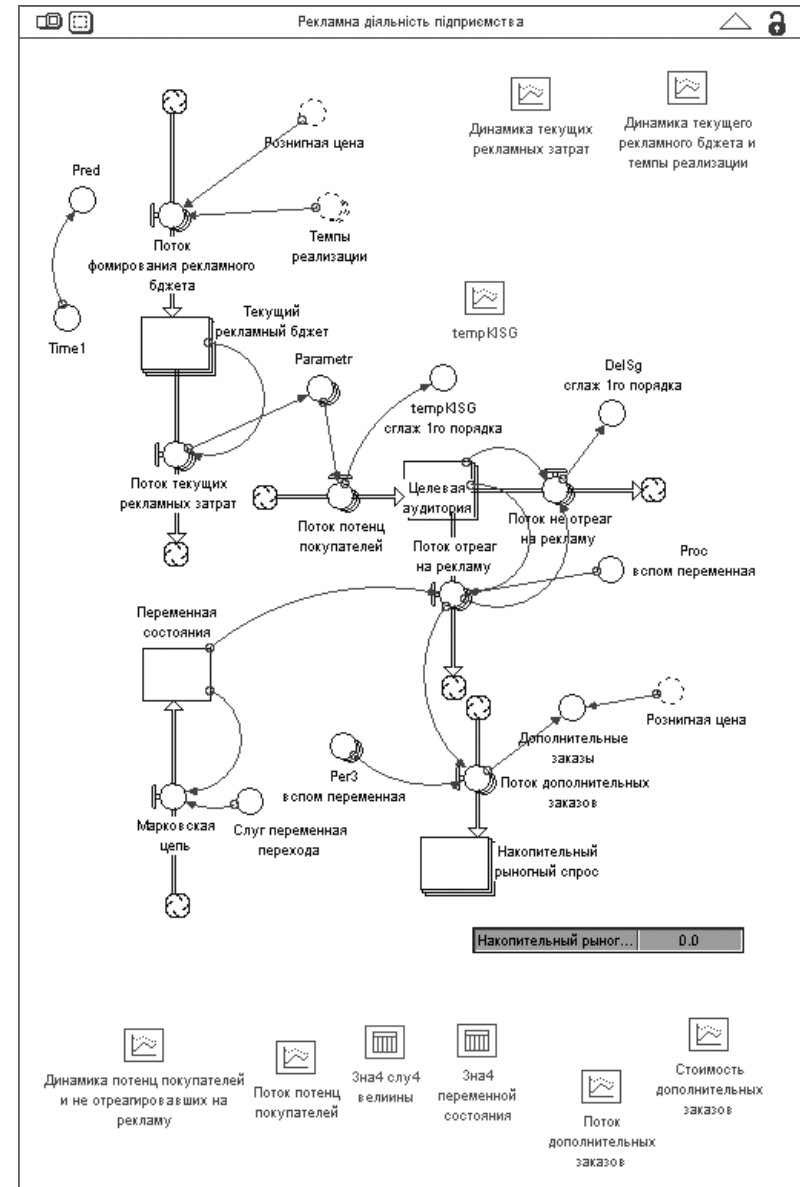 Рекламна діяльність підприємства
Динамика текущих
рекламных затрат
Динамика текущего
рекламного бджета и
темпы реализации
Рознигная цена
Pred
Темпы
реализации
Поток
фомирования рекламного
бджета
Time1
Текущий
рекламный бджет
tempKISG
Parametr
tempKISG
сглаж 1го порядка
DelSg
сглаж 1го порядка
Поток текущих
рекламных затрат
Целевая
аудитория
Поток потенц
покупателей
Поток отреаг
на рекламу
Поток не отреаг
на рекламу
Proc
вспом переменная
Переменная
состояния
Рознигная цена
Дополнительные
заказы
Per3
вспом переменная
Поток дополнительных
заказов
Марковская
цепь
Слуг переменная
перехода
Накопительный
рыногный спрос
Накопительный рыног... 0.0
Динамика потенц покупателей
и не отреагировавших на
рекламу
Поток потенц
покупателей
Зна4 слу4
велиины
Зна4
переменной
состояния
Поток
дополнительных
заказов
Стоимость
дополнительных
заказов